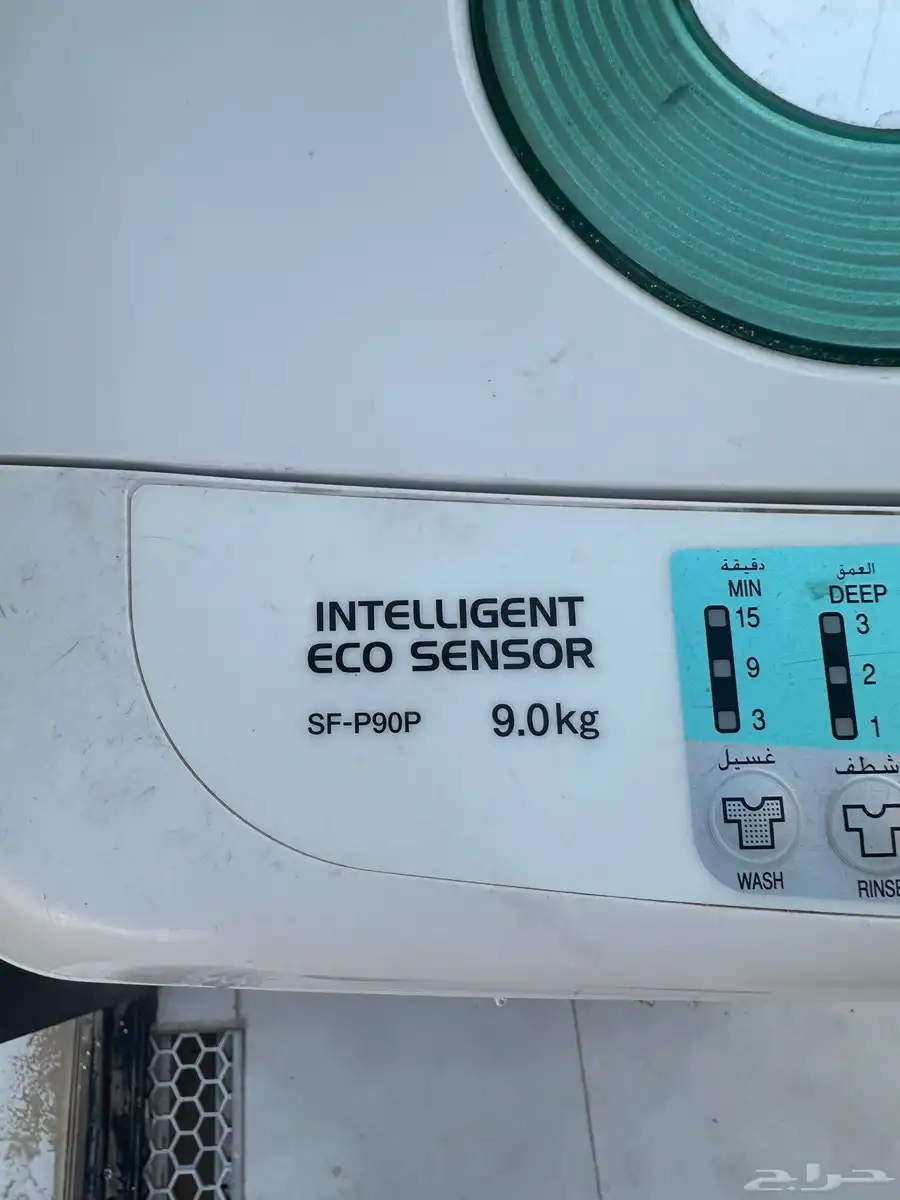 INTELLIGENT
ECO SENSOR
SF-P90P 9.0kg
دقيقة
MIN
15
9
3
غسيل
WASH
العمق
DEEP
3
2
1
شطف
RINSE
حراج